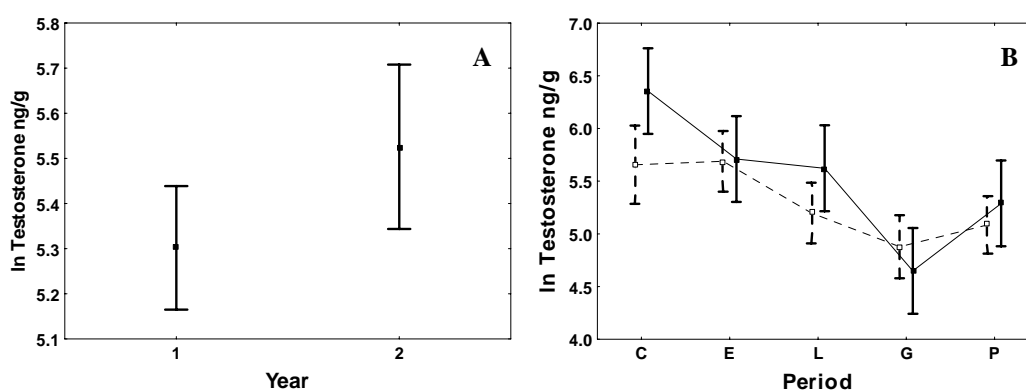 A
ln Testosterone ng/g
5.8
5.7
5.6
5.5
5.4
5.3
5.2
5.1
1 2
Year
B
ln Testosterone ng/g
7.0
6.5
6.0
5.5
5.0
4.5
4.0
C E L G P
Period